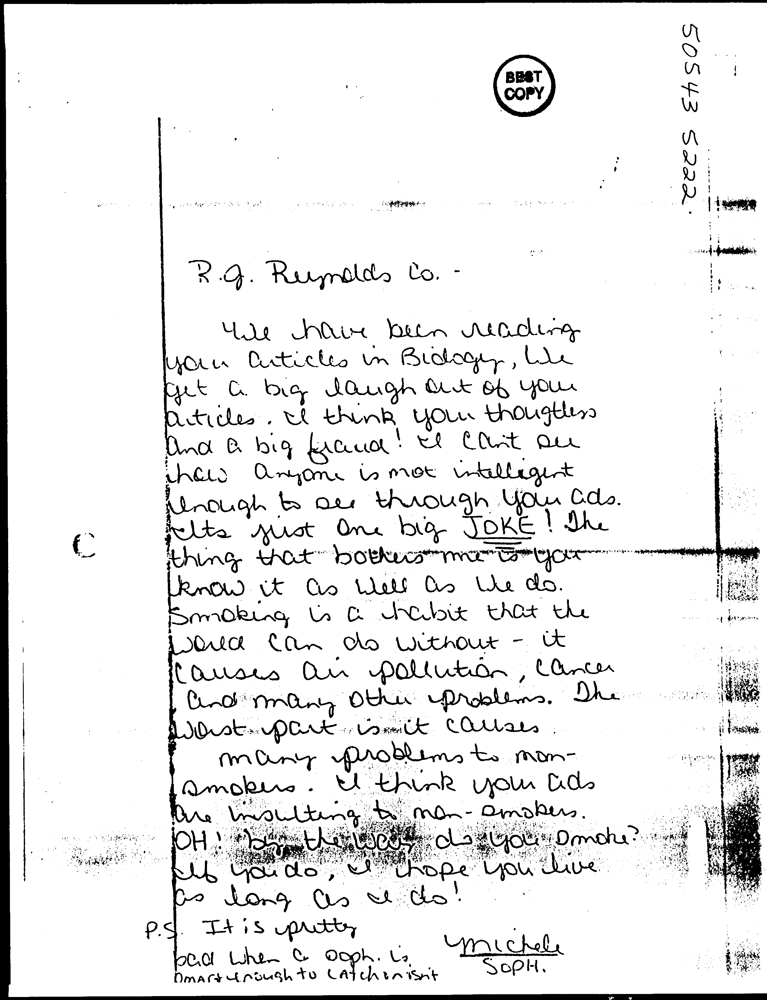 BEST
COPY
50543 5222
R.J. Reynolds Co. -
We have been reading
your articles in Biology, We
get a big laugh out of your
articles. I think your thoughtless
and a big fraud! I can't see
how anyone is not intelligent
enough to see through your ads.
Its just one big JOKE! The
thing that bothers me is you
know it as well as we do.
Smoking is a habit that the
world can do without - it
causes air pollution, cancer
and many other problems. The
worst part is it causes
many problems to non-
smokers. I think your ads
are insulting to non-smokers.
OH! by the way do you smoke?
If you do, I hope you live
as long as I do!
P.S. It is pretty
bad when a soph. is
smart enough to catch on isn't
Michele
SOPH.